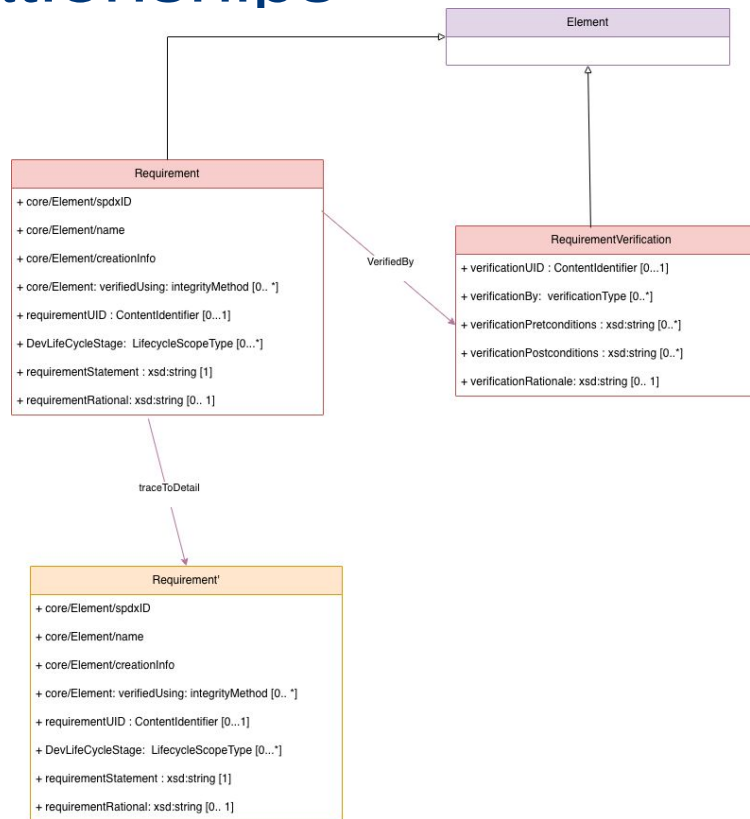 Element
Requirement
+ core/Element/spdxID
+ core/Element/name
+ core/Element/creationInfo
+ core/Element: verifiedUsing: integrityMethod [0.. *]
+ requirementUID : ContentIdentifier [0...1]
+ DevLifeCycleStage:  LifecycleScopeType [0...*]
+ requirementStatement : xsd:string [1]
+ requirementRational: xsd:string [0.. 1]
VerifiedBy
RequirementVerification
+ verificationUID : ContentIdentifier [0...1]
+ verificationBy:  verificationType [0..*]
+ verificationPretconditions : xsd:string [0..*]
+ verificationPostconditions : xsd:string [0..*]
+ verificationRationale: xsd:string [0.. 1]
traceToDetail
Requirement'
+ core/Element/spdxID
+ core/Element/name
+ core/Element/creationInfo
+ core/Element: verifiedUsing: integrityMethod [0.. *]
+ requirementUID : ContentIdentifier [0...1]
+ DevLifeCycleStage:  LifecycleScopeType [0...*]
+ requirementStatement : xsd:string [1]
+ requirementRational: xsd:string [0.. 1]